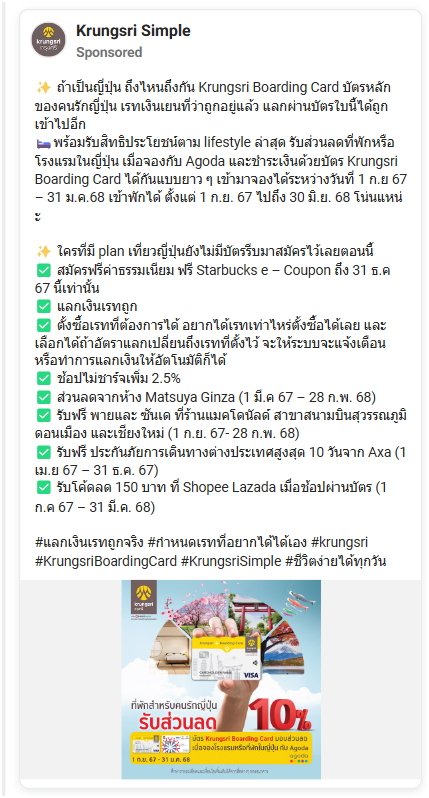 Krungsri Simple
Sponsored
✨ ถ้าเป็นญี่ปุ่น ถึงไหนถึงกัน Krungsri Boarding Card บัตรหลัก
ของคนรักญี่ปุ่น เรทเงินเยนที่ว่าถูกอยู่แล้ว แลกผ่านบัตรใบนี้ได้ถูก
เข้าไปอีก
🛌 พร้อมรับสิทธิประโยชน์ตาม lifestyle ล่าสุด รับส่วนลดที่พักหรือ
โรงแรมในญี่ปุ่น เมื่อจองกับ Agoda และชำระเงินด้วยบัตร Krungsri
Boarding Card ได้กันแบบยาว ๆ เข้ามาจองได้ระหว่างวันที่ 1 ก.ย 67
– 31 ม.ค.68 เข้าพักได้ ตั้งแต่ 1 ก.ย. 67 ไปถึง 30 มิ.ย. 68 โน่นแหน่
ะ
✨ ใครที่มี plan เที่ยวญี่ปุ่นยังไม่มีบัตรรีบมาสมัครไว้เลยตอนนี้
✅ สมัครฟรีค่าธรรมเนียม ฟรี Starbucks e – Coupon ถึง 31 ธ.ค
67 นี้เท่านั้น
✅ แลกเงินเรทถูก
✅ ตั้งซื้อเรทที่ต้องการได้ อยากได้เรทเท่าไหร่ตั้งซื้อได้เลย และ
เลือกได้ถ้าอัตราแลกเปลี่ยนถึงเรทที่ตั้งไว้ จะให้ระบบจะแจ้งเตือน
หรือทำการแลกเงินให้อัตโนมัติก็ได้
✅ ช้อปไม่ชาร์จเพิ่ม 2.5%
✅ ส่วนลดจากห้าง Matsuya Ginza (1 มี.ค 67 – 28 ก.พ. 68)
✅ รับฟรี พายและ ซันเด ที่ร้านแมคโดนัลด์ สาขาสนามบินสุวรรณภูมิ
ดอนเมือง และเชียงใหม่ (1 ก.ย. 67- 28 ก.พ. 68)
✅ รับฟรี ประกันภัยการเดินทางต่างประเทศสูงสุด 10 วันจาก Axa (1
เม.ย 67 – 31 ธ.ค. 67)
✅ รับโค้ดลด 150 บาท ที่ Shopee Lazada เมื่อช้อปผ่านบัตร (1
ก.ค 67 – 31 มี.ค. 68)
#แลกเงินเรทถูกจริง #กำหนดเรทที่อยากได้ได้เอง #krungsri
#KrungsriBoardingCard #KrungsriSimple #ชีวิตง่ายได้ทุกวัน
krungsri
กรุงศรี
VISA
ที่พักสำหรับคนรักญี่ปุ่น
รับส่วนลด 10%
บัตร Krungsri Boarding Card มอบส่วนลด
เมื่อจองโรงแรมหรือที่พักในญี่ปุ่น กับ Agoda
1 ก.ย. 67 - 31 ม.ค. 68
agoda